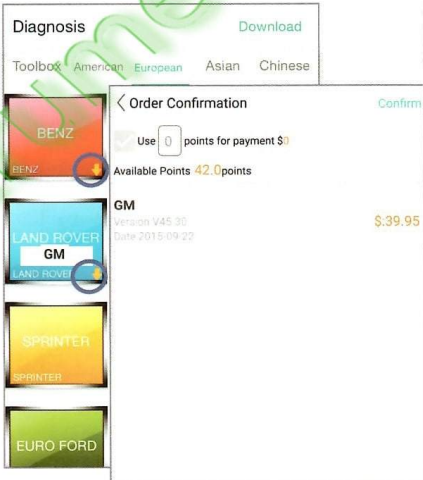 Diagnosis Download
Toolbox American European Asian Chinese
BENZ
BENZ
LAND ROVER
GM
LAND ROVER
SPRINTER
SPRINTER
EURO FORD
Order Confirmation Confirm
Use 0 points for payment $0
Available Points 42.0points
GM
Version V45.30
Date 2015-09-22
$.39.95